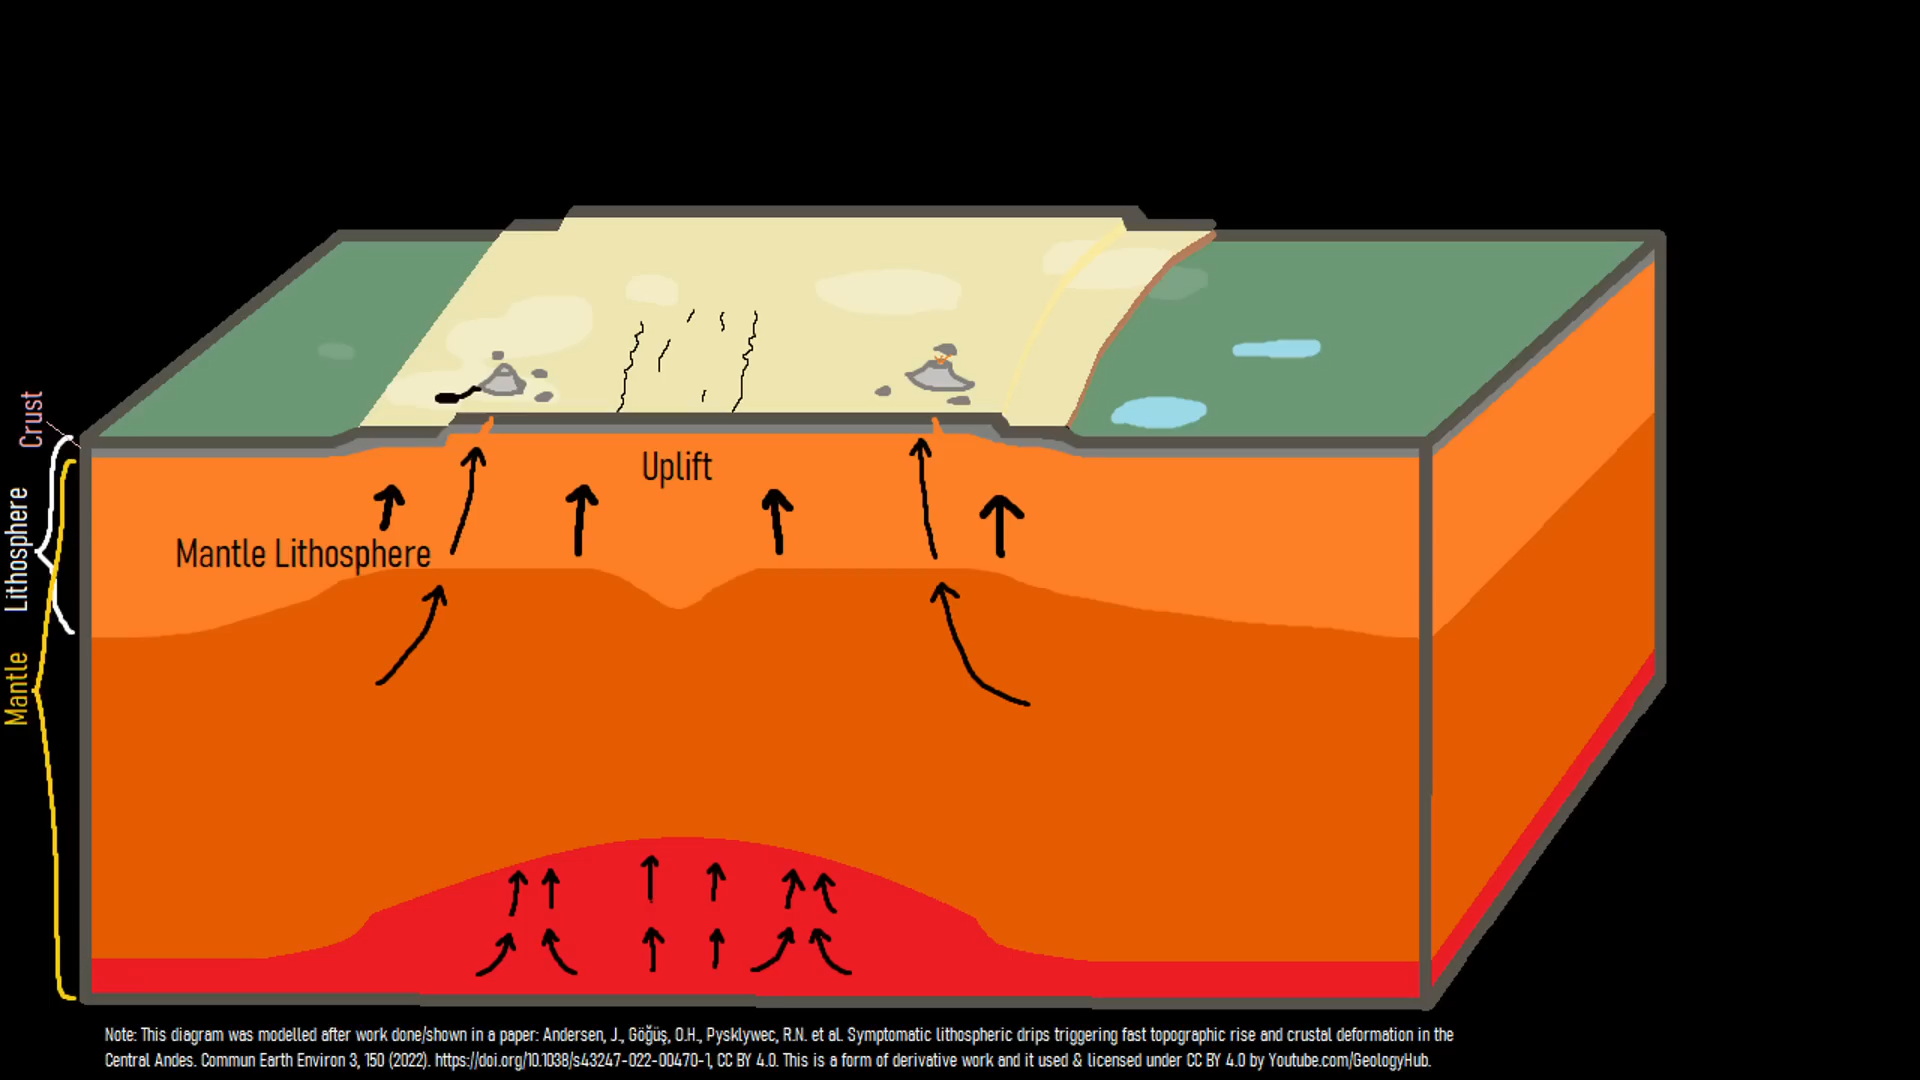 Crust
Lithosphere
Mantle
Uplift
Mantle Lithosphere
Note: This diagram was modelled after work done/shown in a paper: Andersen, J., Göğüş, O.H., Pysklywec, R.N. et al. Symptomatic lithospheric drips triggering fast topographic rise and crustal deformation in the
Central Andes. Commun Earth Environ 3, 150 (2022). https://doi.org/10.1038/s43247-022-00470-1, CC BY 4.0. This is a form of derivative work and it used & licensed under CC BY 4.0 by Youtube.com/GeologyHub.